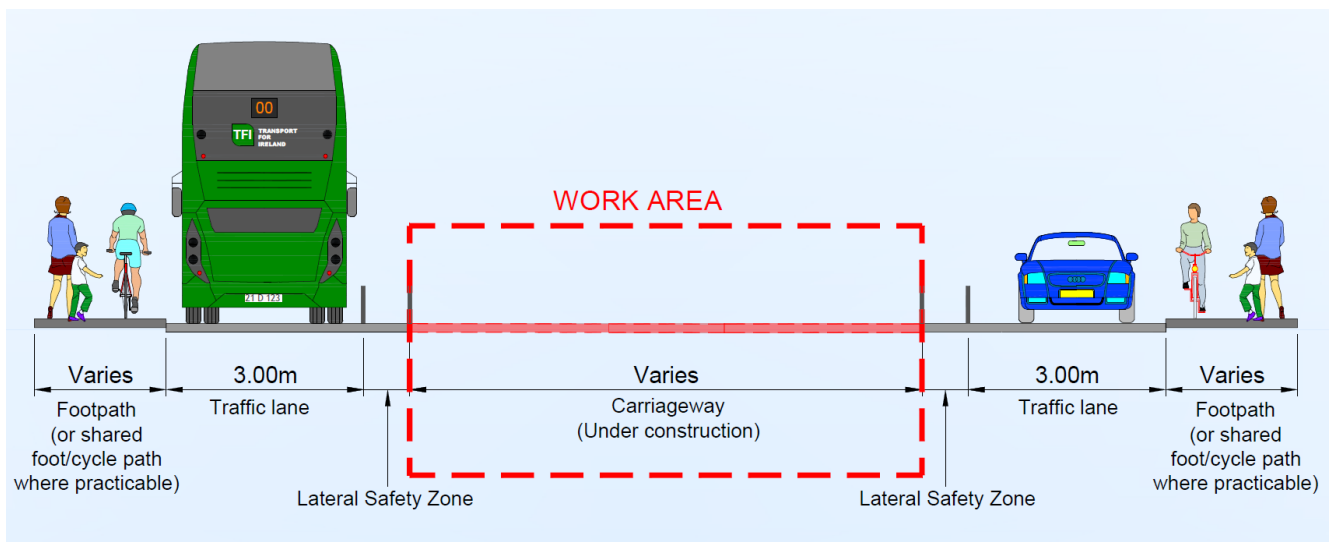 00
TFI TRANSPORT
FOR
IRELAND
21 D 123
WORK AREA
Varies
Footpath
(or shared
foot/cycle path
where practicable)
3.00m
Traffic lane
Lateral Safety Zone
Varies
Carriageway
(Under construction)
Lateral Safety Zone
3.00m
Traffic lane
Varies
Footpath
(or shared
foot/cycle path
where practicable)